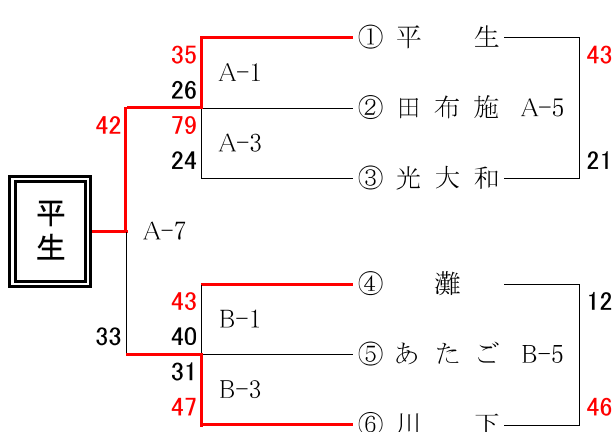 35 ① 平 生 43
26 A-1
42 79 ② 田 布 施 A-5
24 A-3
③ 光 大 和 21
平生
A-7
43 ④ 灘 12
33 40 B-1
31 ⑤ あ た ご B-5
47 B-3
⑥ 川 下 46